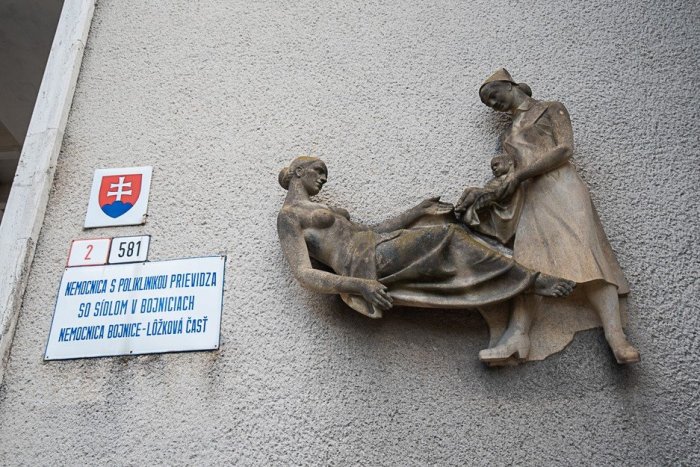 2 581
NEMOCNICA S POLIKLINIKOU PRIEVIDZA
SO SÍDLOM V BOJNICIACH
NEMOCNICA BOJNICE-LÔŽKOVÁ ČASŤ